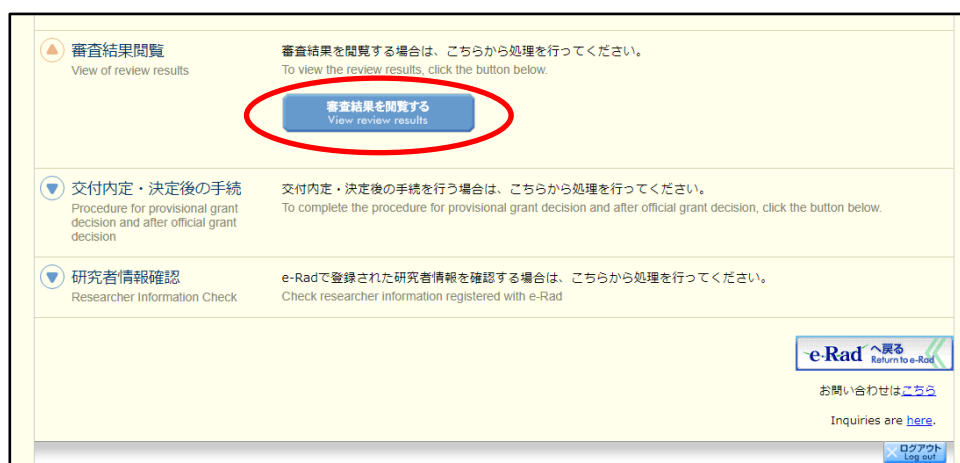 審査結果閲覧
View of review results
審査結果を閲覧する場合は、こちらから処理を行ってください。
To view the review results, click the button below.
審査結果を閲覧する
View review results
交付内定・決定後の手続
Procedure for provisional grant
decision and after official grant
decision
交付内定・決定後の手続を行う場合は、こちらから処理を行ってください。
To complete the procedure for provisional grant decision and after official grant decision, click the button below.
研究者情報確認
Researcher Information Check
e-Radで登録された研究者情報を確認する場合は、こちらから処理を行ってください。
Check researcher information registered with e-Rad
e-Rad へ戻る
Return to e-Rad
お問い合わせはこちら
Inquiries are here.
ログアウト
Log out